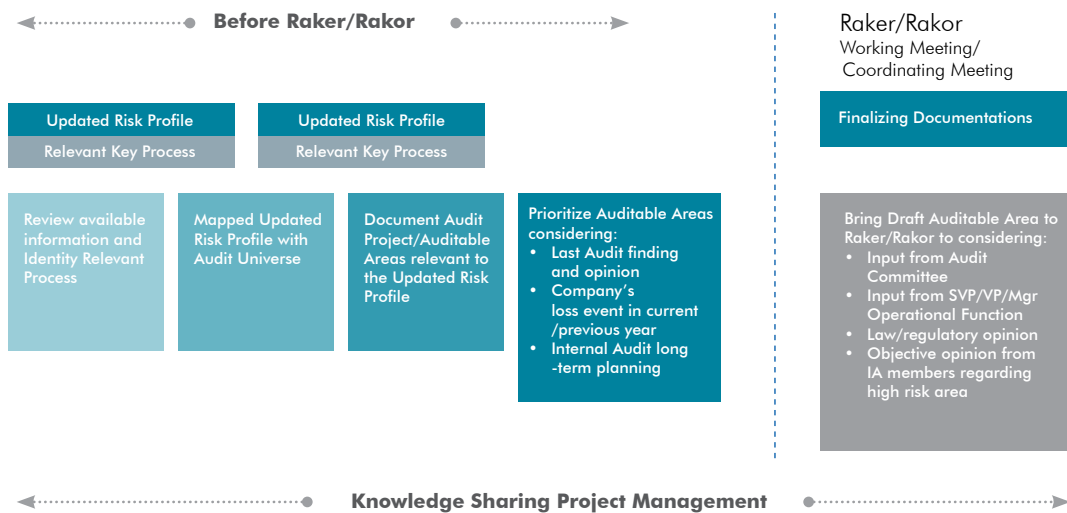 Before Raker/Rakor
Raker/Rakor
Working Meeting/
Coordinating Meeting
Updated Risk Profile
Relevant Key Process
Updated Risk Profile
Relevant Key Process
Finalizing Documentations
Review available
information and
Identity Relevant
Process
Mapped Updated
Risk Profile with
Audit Universe
Document Audit
Project/Auditable
Areas relevant to
the Updated Risk
Profile
Prioritize Auditable Areas
considering:
• Last Audit finding
and opinion
• Company’s
loss event in current
/previous year
• Internal Audit long
-term planning
Bring Draft Auditable Area to
Raker/Rakor to considering:
• Input from Audit
Committee
• Input from SVP/VP/Mgr
Operational Function
• Law/regulatory opinion
• Objective opinion from
IA members regarding
high risk area
Knowledge Sharing Project Management